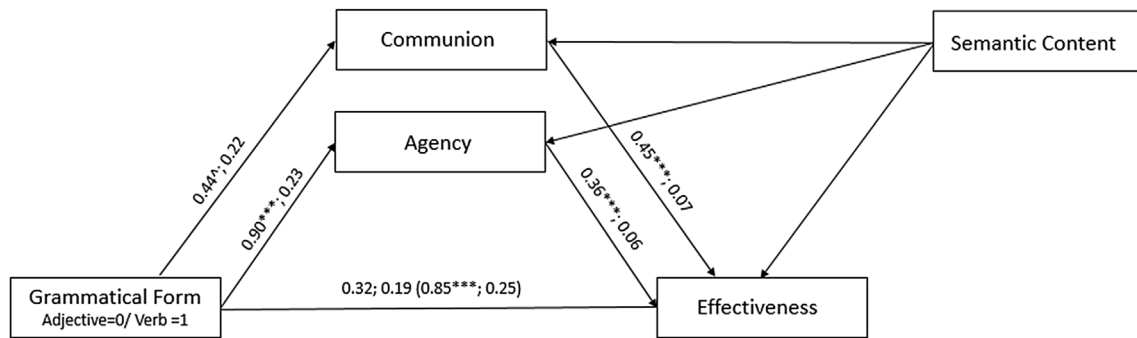 Communion
Semantic Content
Agency
0.44^; 0.22
0.90***; 0.23
0.45***; 0.07
0.36***; 0.06
0.32; 0.19 (0.85***; 0.25)
Grammatical Form
Adjective=0/ Verb =1
Effectiveness